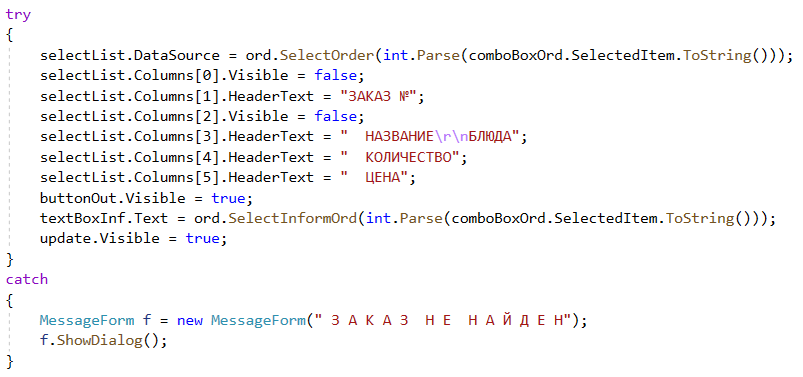 try
{
    selectList.DataSource = ord.SelectOrder(int.Parse(comboBoxOrd.SelectedItem.ToString()));
    selectList.Columns[0].Visible = false;
    selectList.Columns[1].HeaderText = "ЗАКАЗ №";
    selectList.Columns[2].Visible = false;
    selectList.Columns[3].HeaderText = "  НАЗВАНИЕ\r\nБЛЮДА";
    selectList.Columns[4].HeaderText = "  КОЛИЧЕСТВО";
    selectList.Columns[5].HeaderText = "  ЦЕНА";
    buttonOut.Visible = true;
    textBoxInf.Text = ord.SelectInformOrd(int.Parse(comboBoxOrd.SelectedItem.ToString()));
    update.Visible = true;
}
catch
{
    MessageForm f = new MessageForm(" З А К А З  Н Е  Н А Й Д Е Н");
    f.ShowDialog();
}